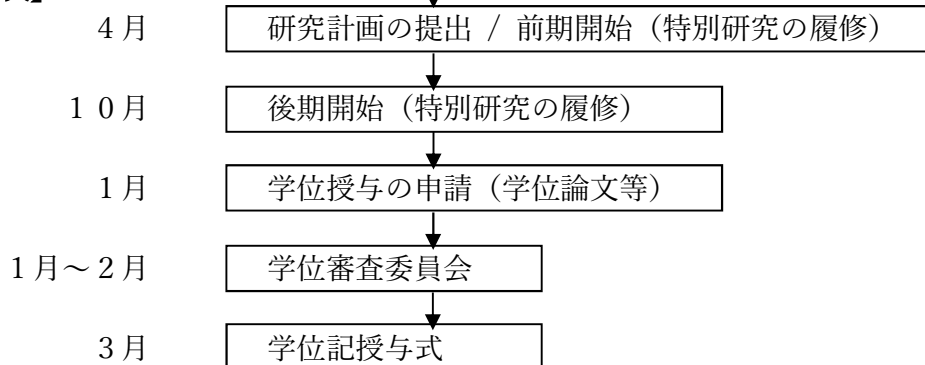 4月 研究計画の提出 / 前期開始（特別研究の履修）
10月 後期開始（特別研究の履修）
1月 学位授与の申請（学位論文等）
1月～2月 学位審査委員会
3月 学位記授与式